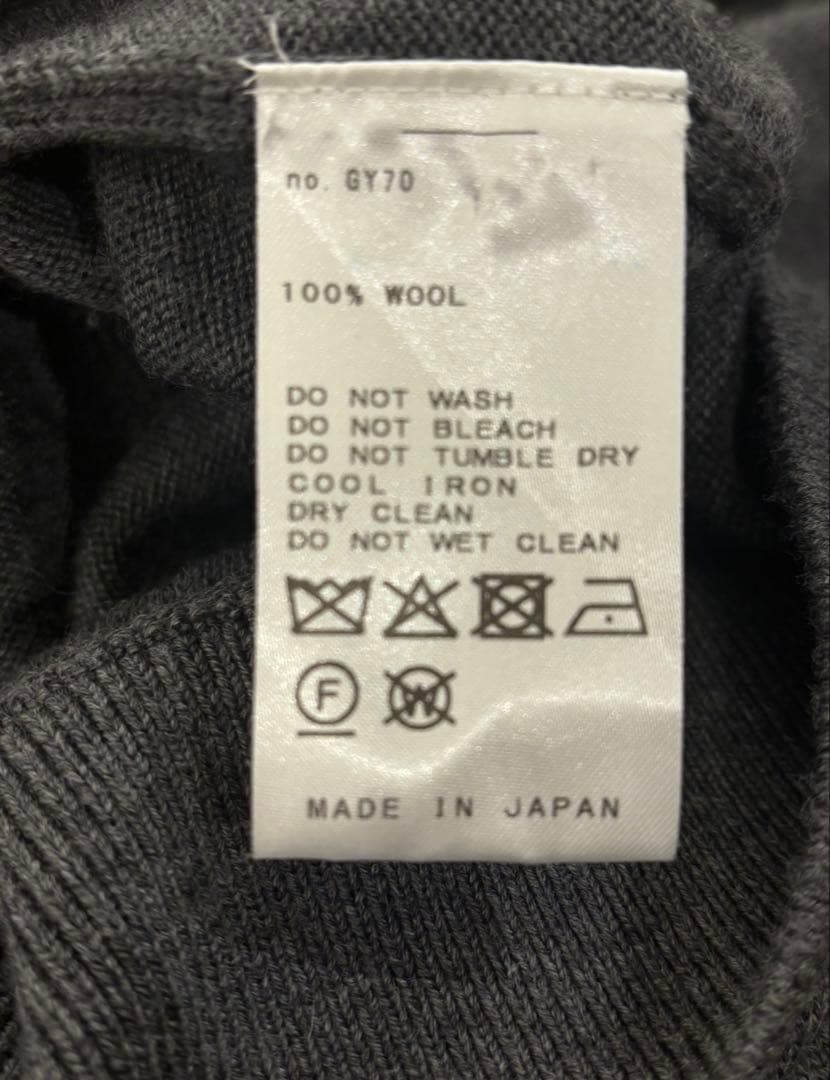 no. GY70
100% WOOL
DO NOT WASH
DO NOT BLEACH
DO NOT TUMBLE DRY
COOL IRON
DRY CLEAN
DO NOT WET CLEAN
F W
MADE IN JAPAN